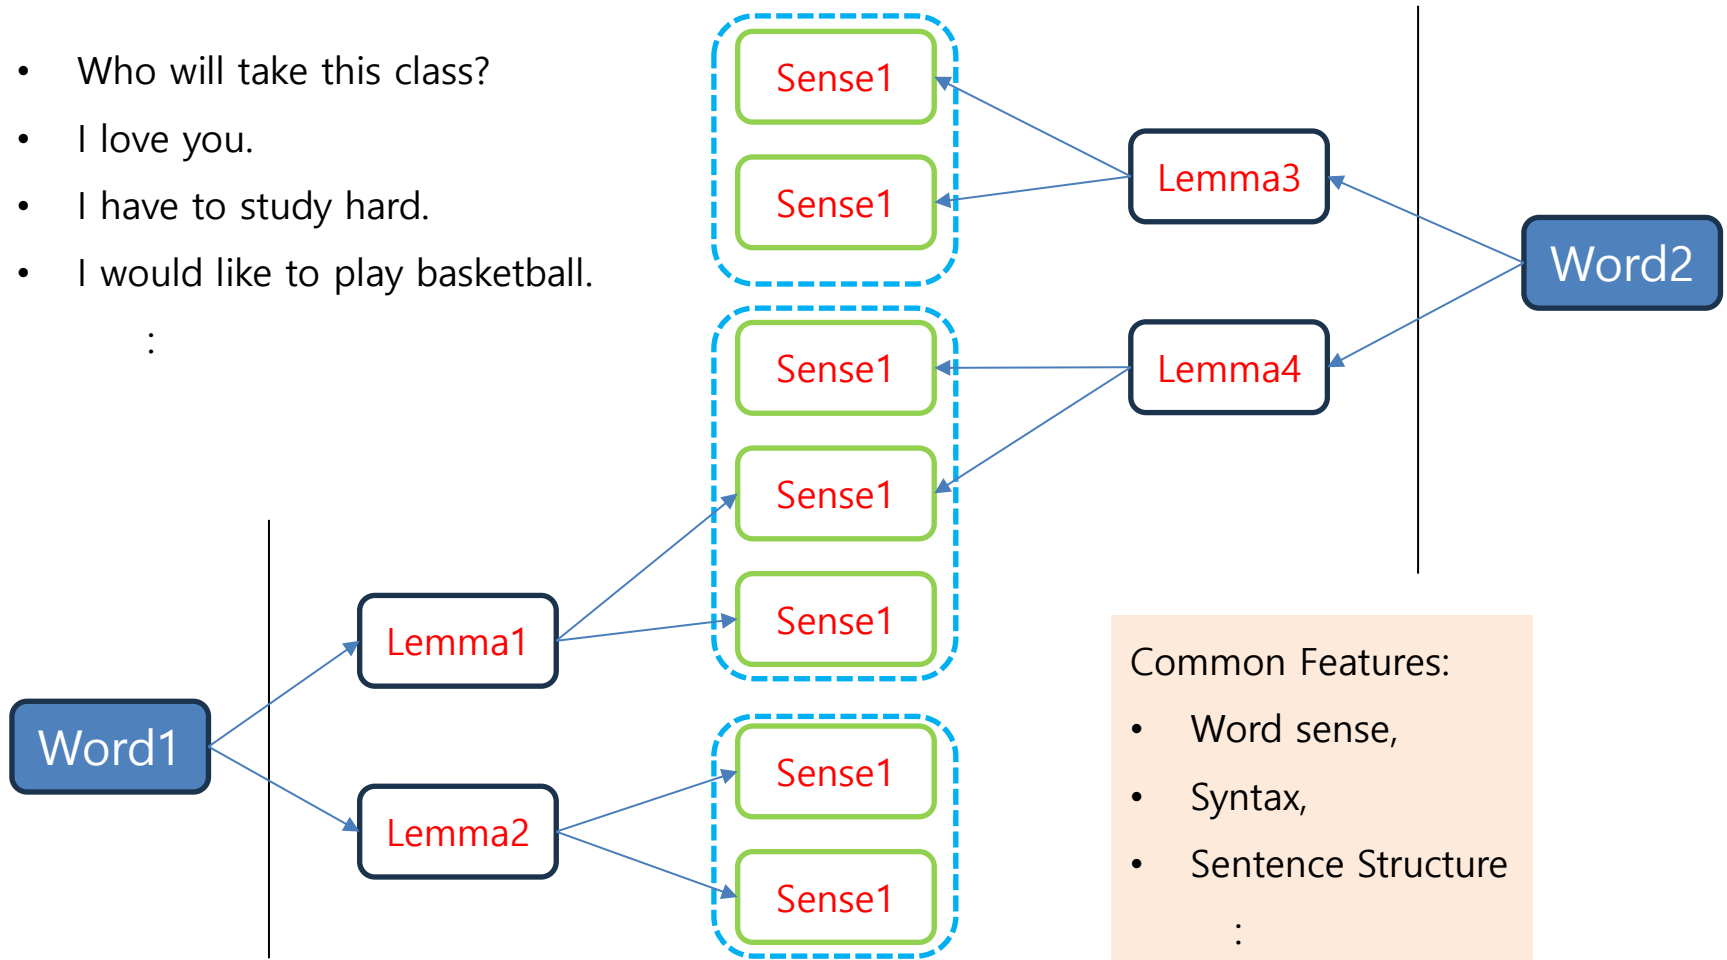 • Who will take this class?
• I love you.
• I have to study hard.
• I would like to play basketball.
:
Sense1
Sense1
Lemma3
Word2
Sense1
Lemma4
Sense1
Sense1
Lemma1
Word1
Lemma2
Sense1
Sense1
Common Features:
• Word sense,
• Syntax,
• Sentence Structure
: